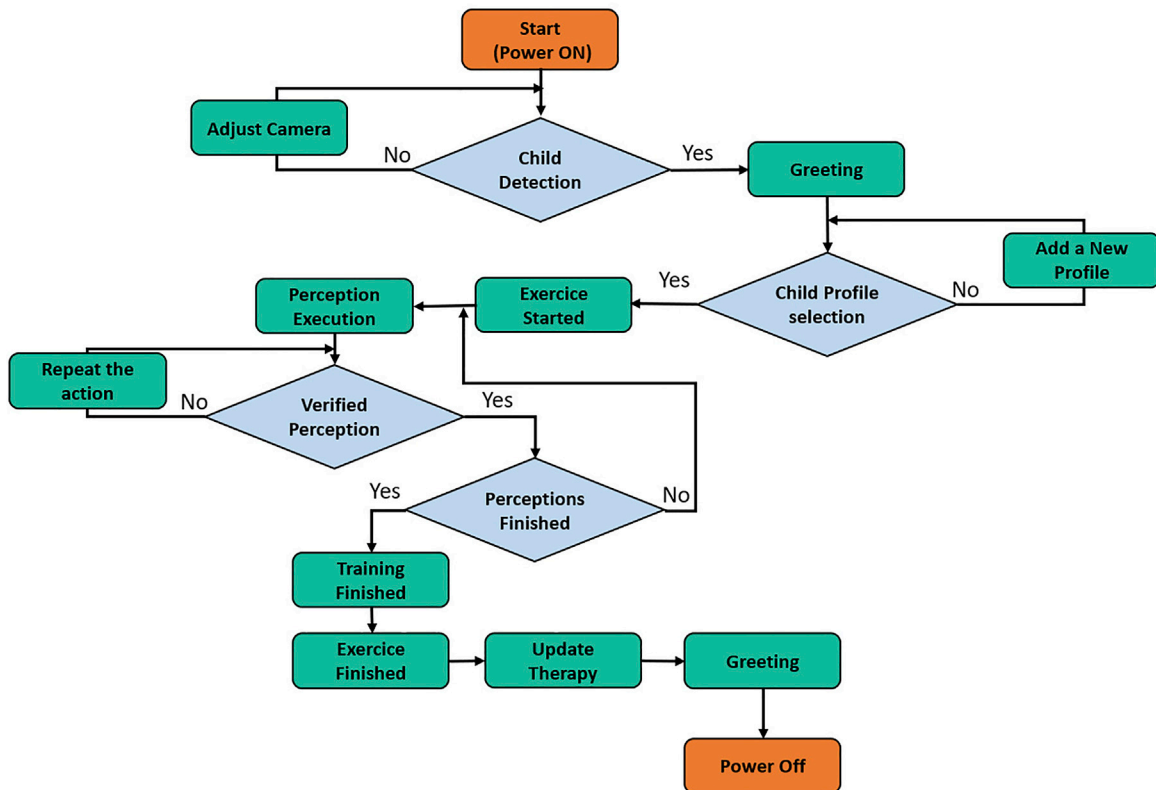 Start
(Power ON)
Adjust Camera
No
Child
Detection
Yes
Greeting
Add a New
Profile
Child Profile
selection
No
Yes
Exercice
Started
Perception
Execution
Repeat the
action
No
Verified
Perception
Yes
Perceptions
Finished
No
Yes
Training
Finished
Exercice
Finished
Update
Therapy
Greeting
Power Off